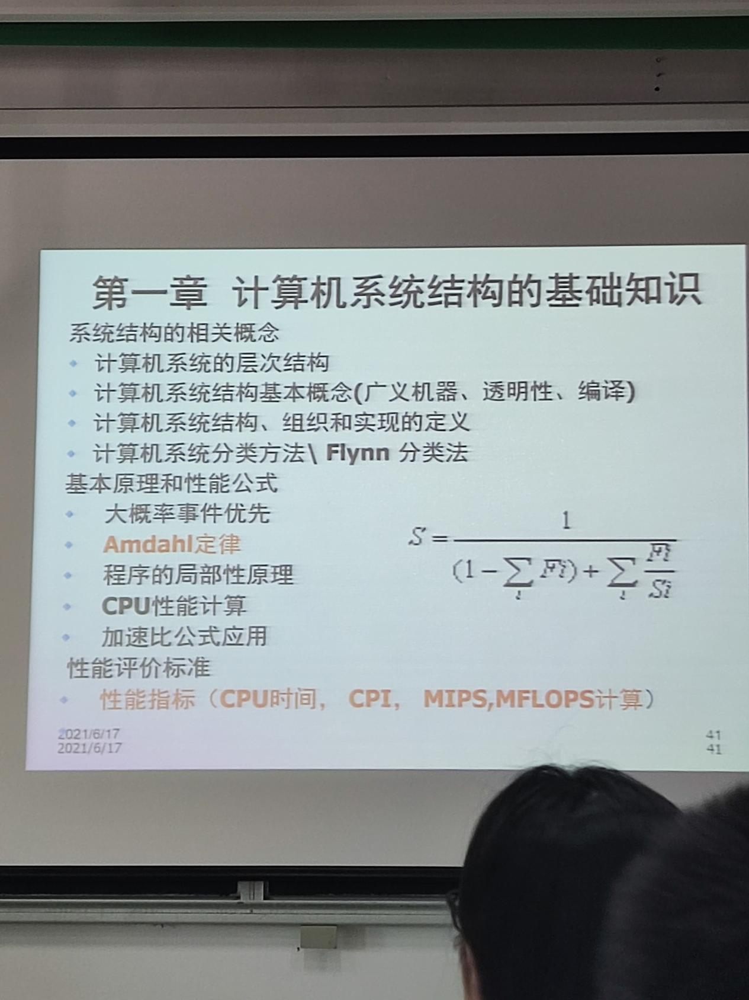 第一章 计算机系统结构的基础知识
系统结构的相关概念
计算机系统的层次结构
计算机系统结构基本概念(广义机器、透明性、编译)
计算机系统结构、组织和实现的定义
计算机系统分类方法\ Flynn 分类法
基本原理和性能公式
大概率事件优先
Amdahl定律
程序的局部性原理
CPU性能计算
加速比公式应用
S = 1 / ((1 − ∑i Fi) + ∑i Fi/Si)
性能评价标准
性能指标（CPU时间， CPI， MIPS,MFLOPS计算）
2021/6/17
2021/6/17
41
41